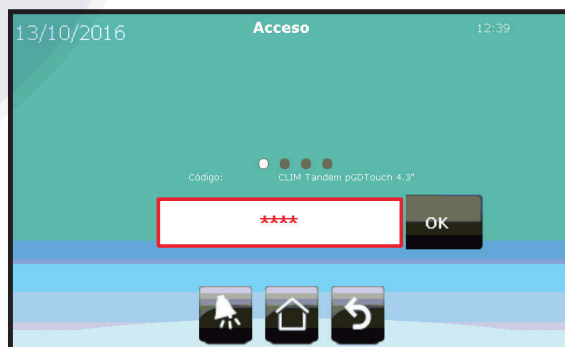 13/10/2016 Acceso 12:39
Código: CLIM Tandem pGDTouch 4.3"
**** OK